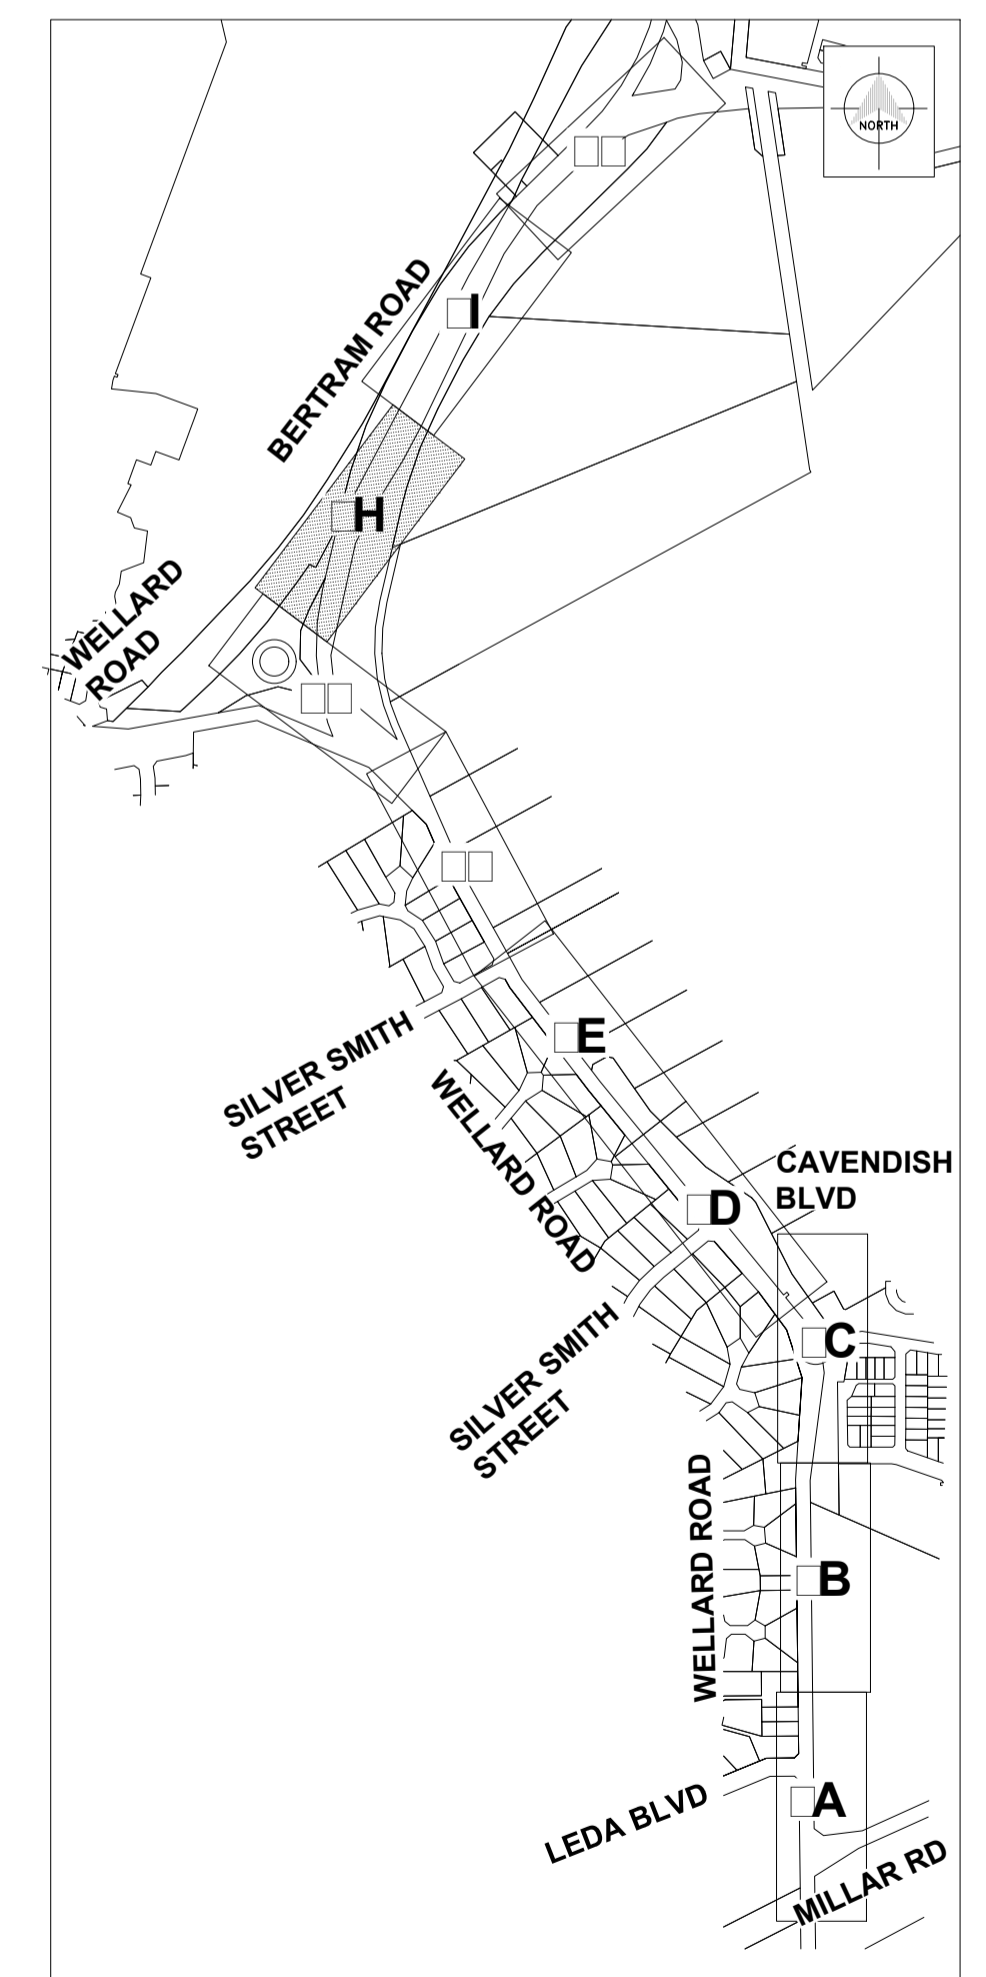 NORTH
I
BERTRAM ROAD
H
WELLARD
ROAD
E
SILVER SMITH
STREET
WELLARD ROAD
CAVENDISH
BLVD
D
C
SILVER SMITH
STREET
WELLARD ROAD
B
A
LEDA BLVD
MILLAR RD